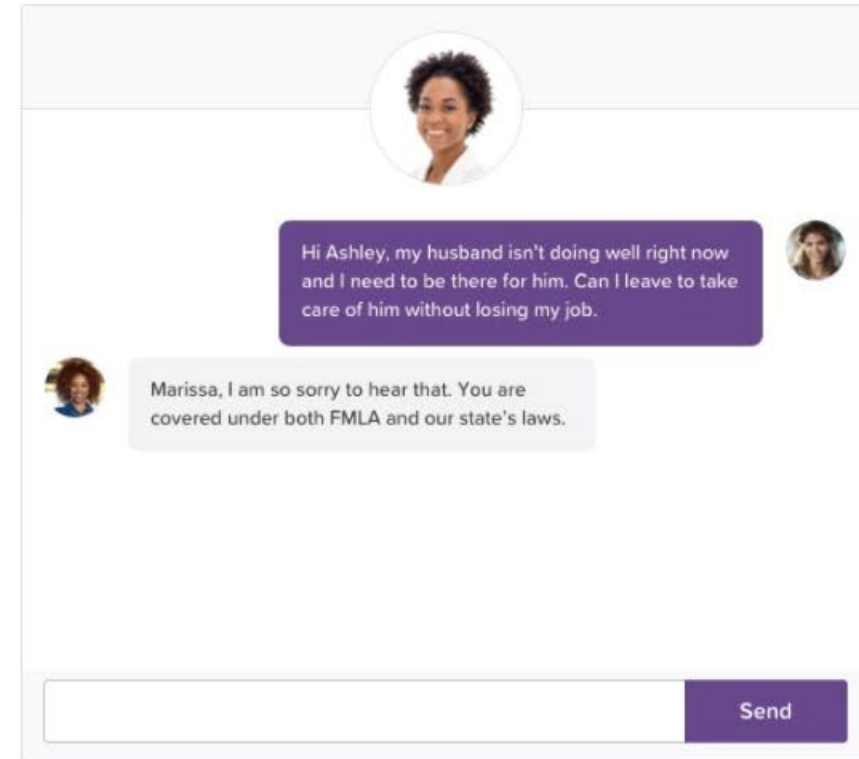 Hi Ashley, my husband isn't doing well right now
and I need to be there for him. Can I leave to take
care of him without losing my job.
Marissa, I am so sorry to hear that. You are
covered under both FMLA and our state's laws.
Send